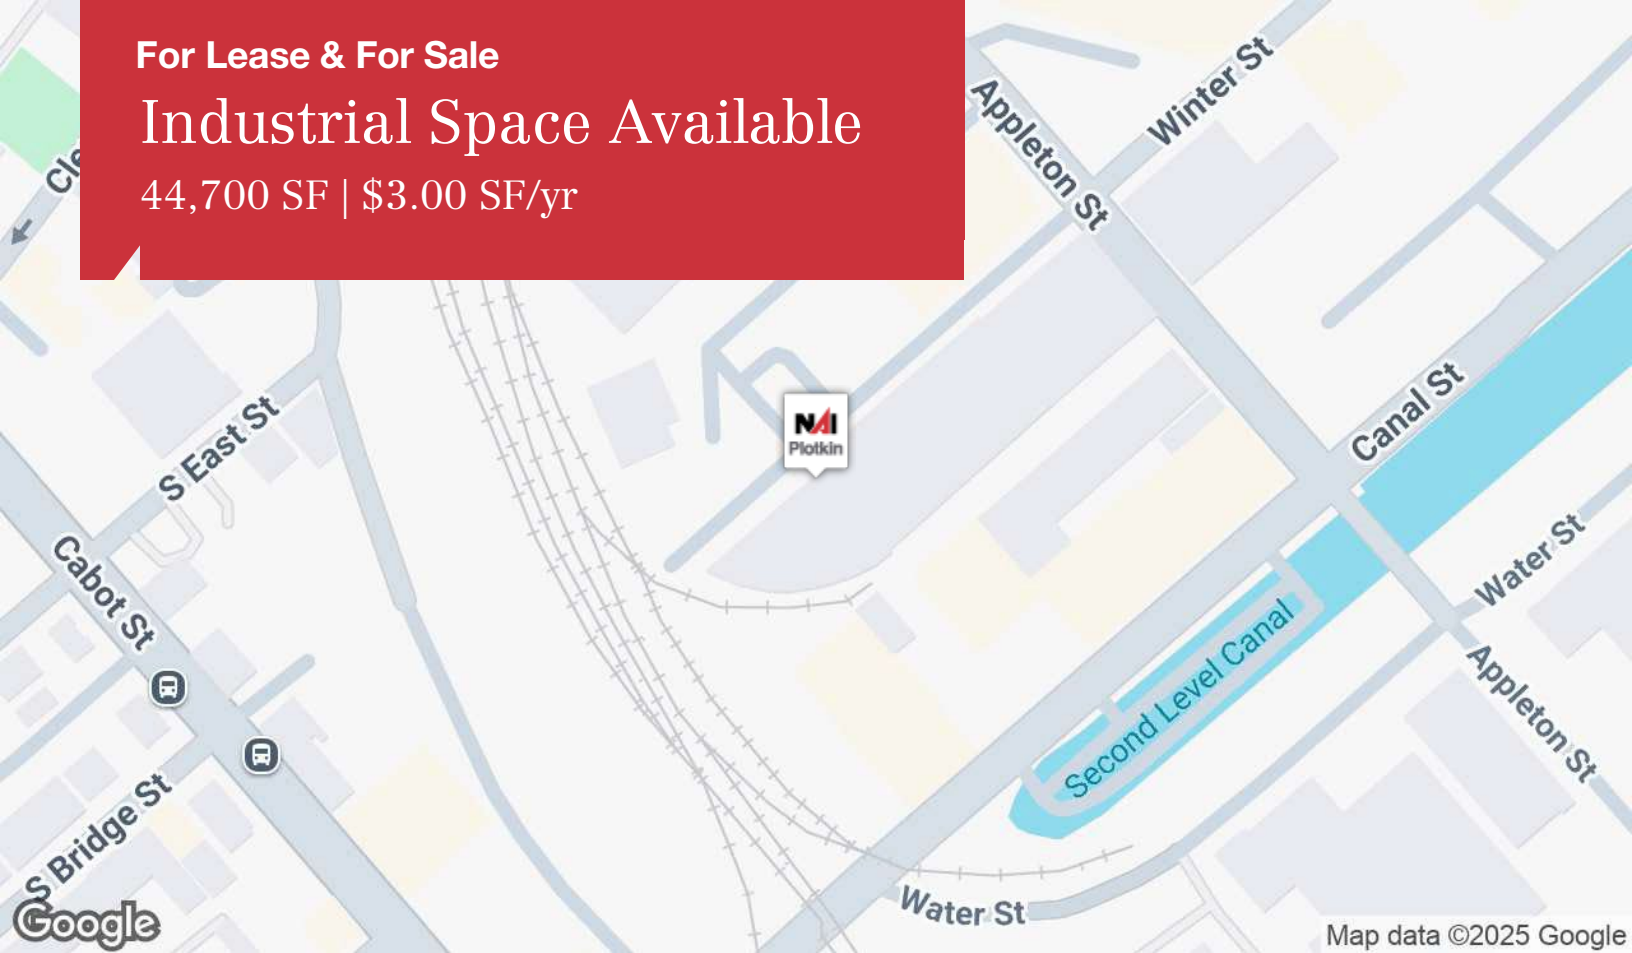 For Lease & For Sale
Industrial Space Available
44,700 SF | $3.00 SF/yr
Winter St
Appleton St
Cle
Canal St
S East St
NAI
Plotkin
Water St
Cabot St
Second Level Canal
Appleton St
S Bridge St
Water St
Google
Map data ©2025 Google